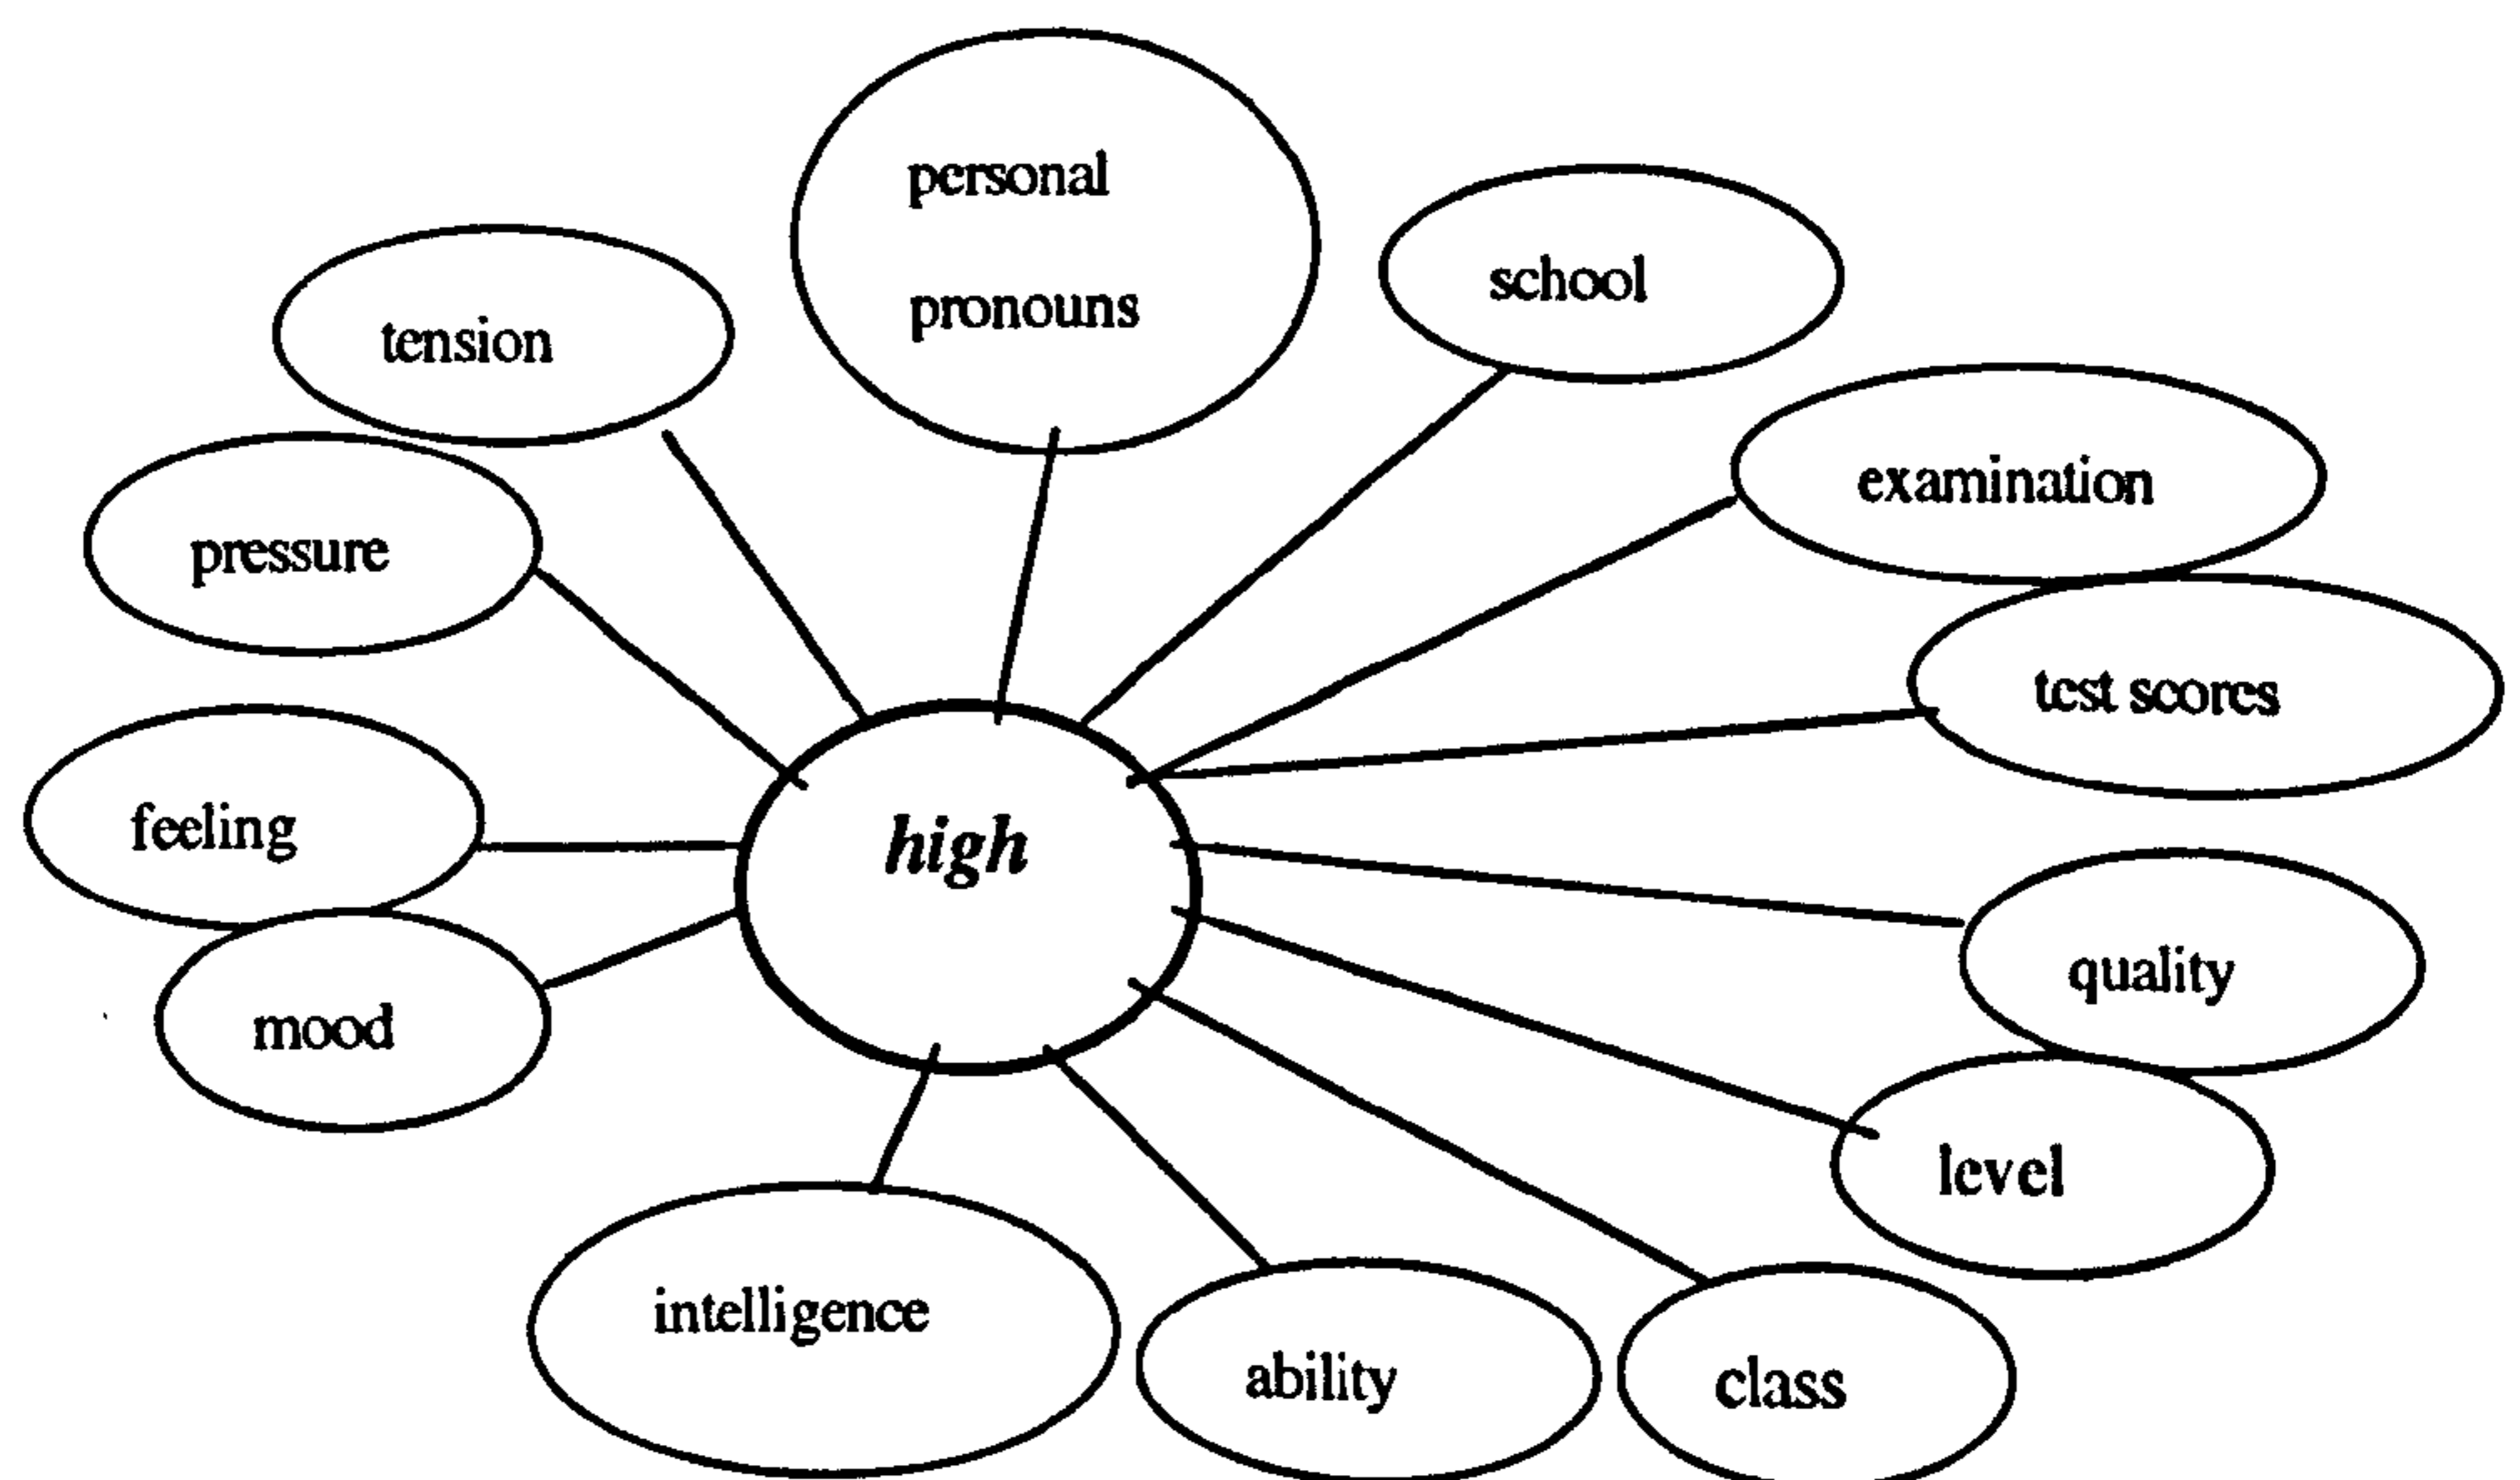 personal
pronouns
school
tension
examination
pressure
test scores
feeling
high
quality
mood
level
intelligence
ability
class